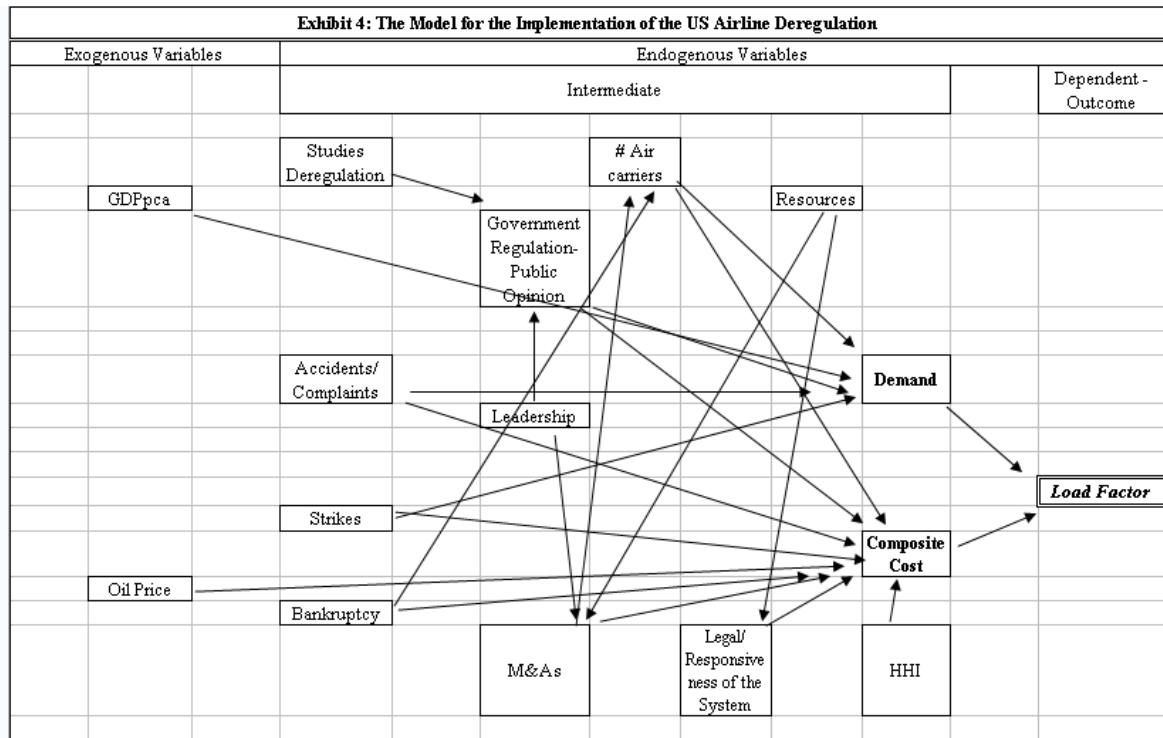 Exhibit 4: The Model for the Implementation of the US Airline Deregulation
Exogenous Variables
Endogenous Variables
Intermediate
Dependent -
Outcome
Studies
Deregulation
# Air
carriers
GDPpca
Resources
Government
Regulation-
Public
Opinion
Accidents/
Complaints
Demand
Leadership
Load Factor
Strikes
Composite
Cost
Oil Price
Bankruptcy
M&As
Legal/
Responsive
ness of the
System
HHI